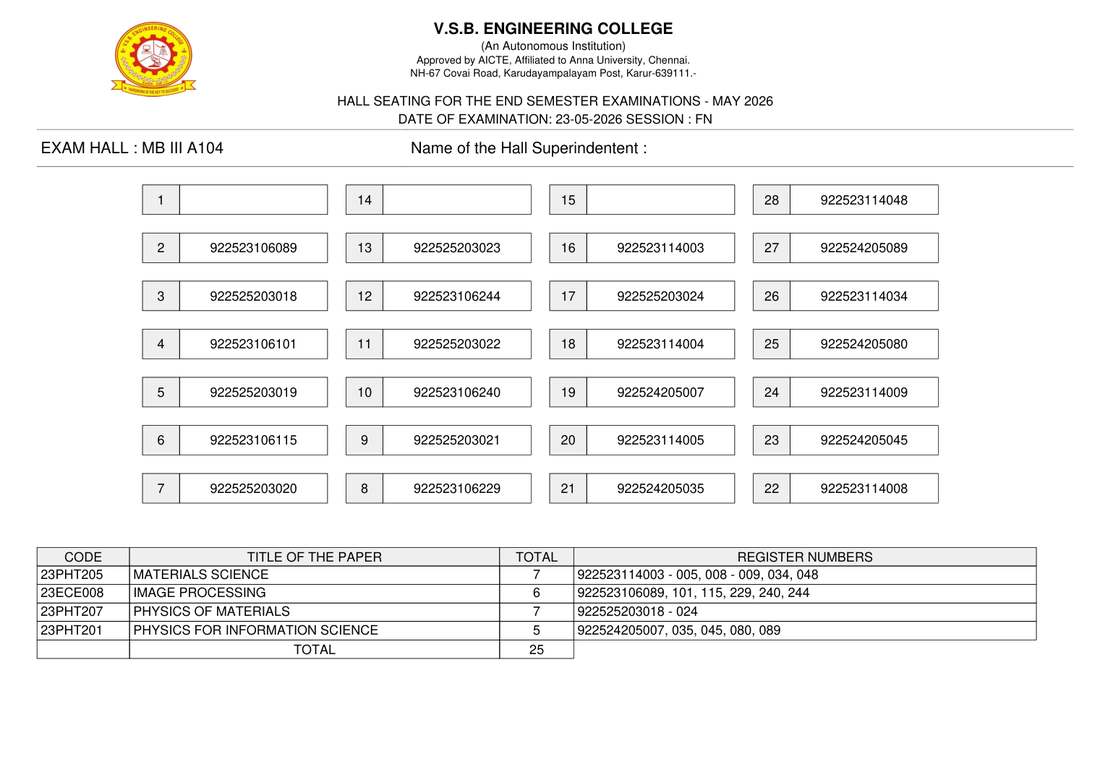 V.S.B. ENGINEERING COLLEGE
(An Autonomous Institution)
Approved by AICTE, Affiliated to Anna University, Chennai.
NH-67 Covai Road, Karudayampalayam Post, Karur-639111.-
HALL SEATING FOR THE END SEMESTER EXAMINATIONS - MAY 2026
DATE OF EXAMINATION: 23-05-2026 SESSION : FN
EXAM HALL : MB III A104 Name of the Hall Superindentent :
1 14 15 28 922523114048
2 922523106089 13 922525203023 16 922523114003 27 922524205089
3 922525203018 12 922523106244 17 922525203024 26 922523114034
4 922523106101 11 922525203022 18 922523114004 25 922524205080
5 922525203019 10 922523106240 19 922524205007 24 922523114009
6 922523106115 9 922525203021 20 922523114005 23 922524205045
7 922525203020 8 922523106229 21 922524205035 22 922523114008
CODE TITLE OF THE PAPER TOTAL REGISTER NUMBERS
23PHT205 MATERIALS SCIENCE 7 922523114003 - 005, 008 - 009, 034, 048
23ECE008 IMAGE PROCESSING 6 922523106089, 101, 115, 229, 240, 244
23PHT207 PHYSICS OF MATERIALS 7 922525203018 - 024
23PHT201 PHYSICS FOR INFORMATION SCIENCE 5 922524205007, 035, 045, 080, 089
TOTAL 25